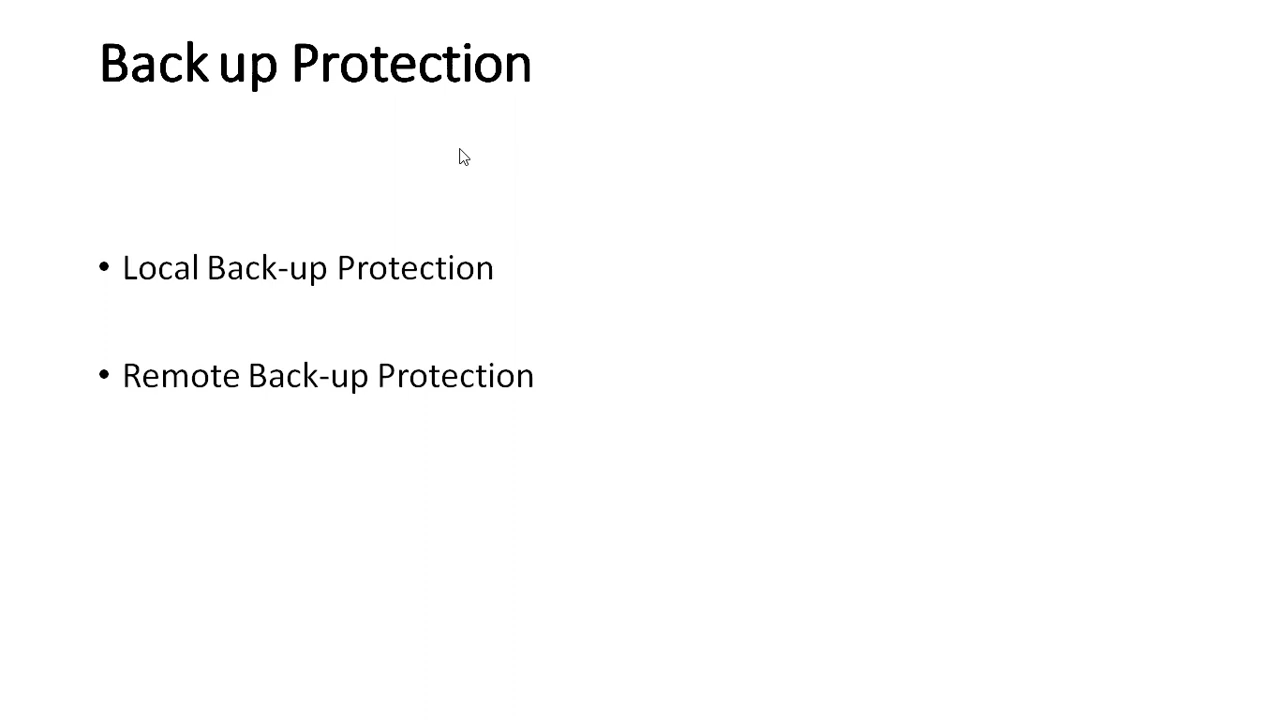 Back up Protection
• Local Back-up Protection
• Remote Back-up Protection